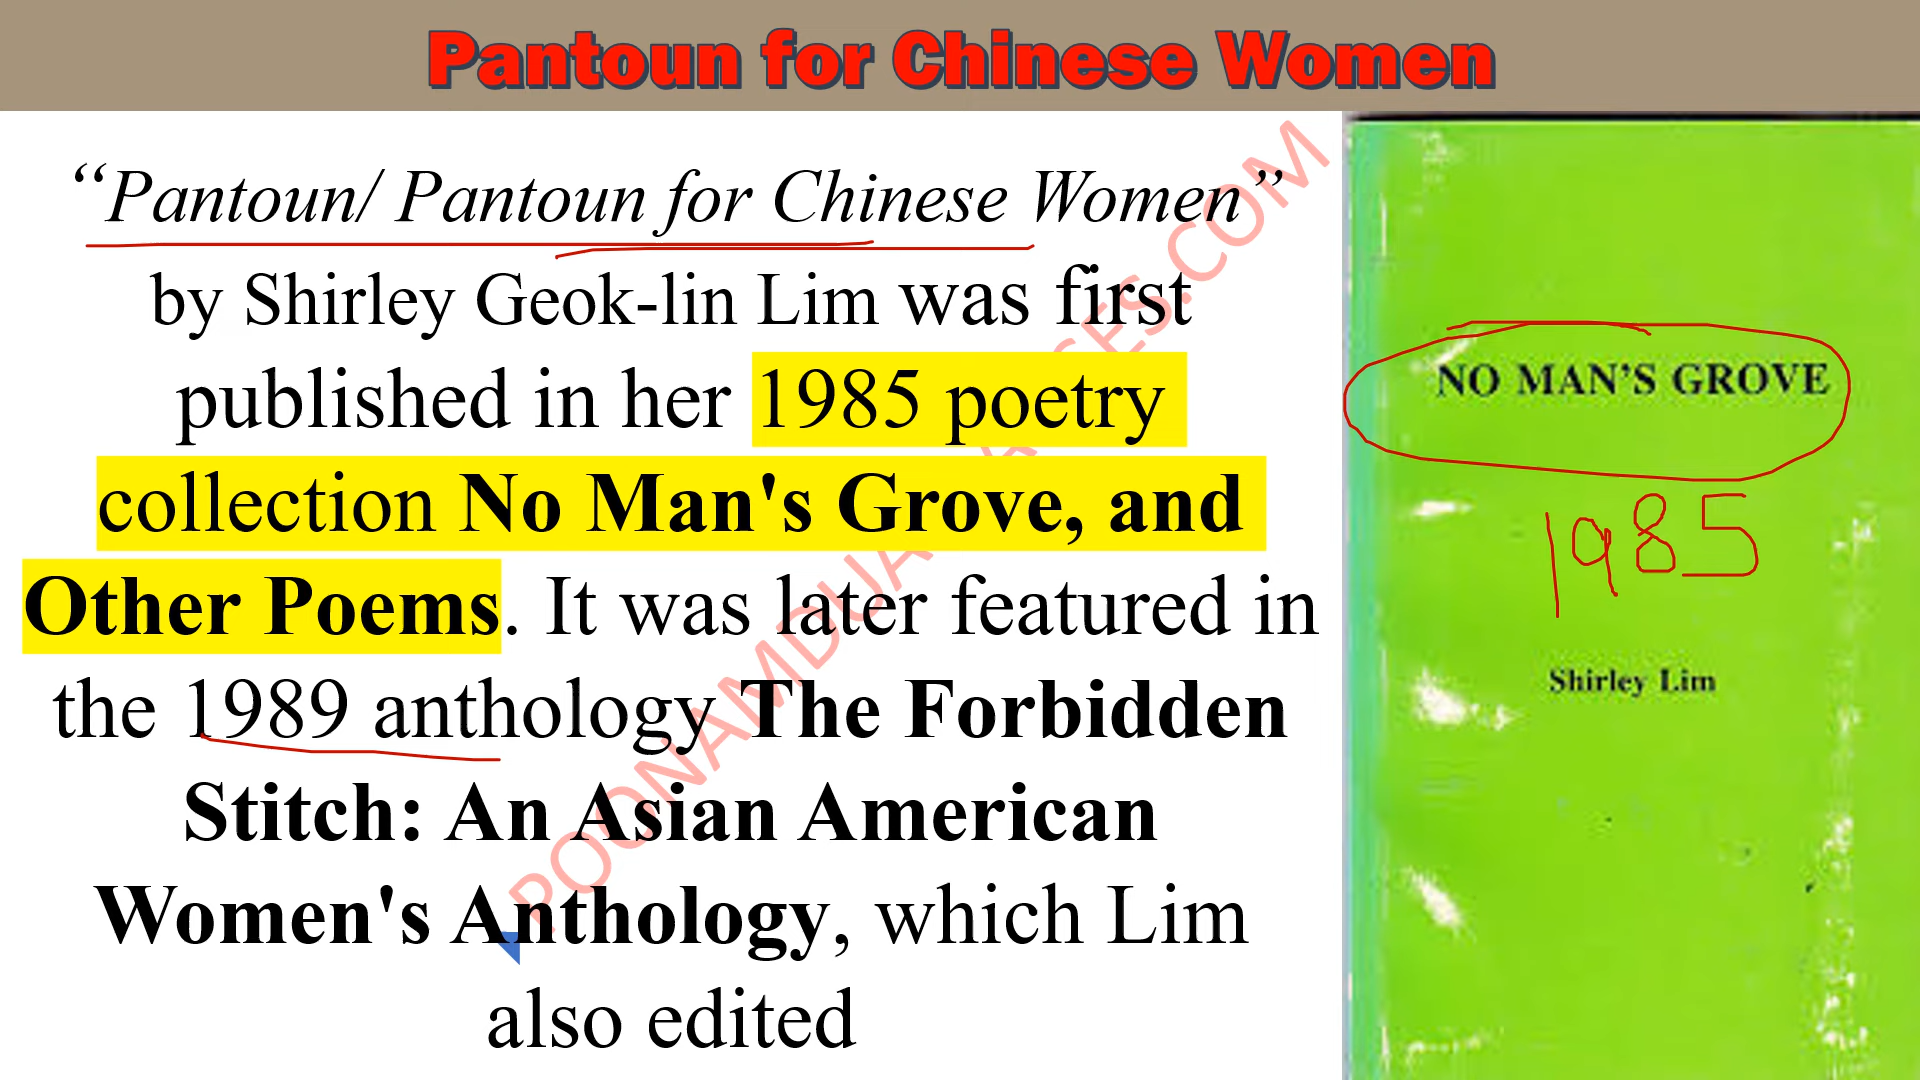 Pantoun for Chinese Women
“Pantoun/ Pantoun for Chinese Women”
by Shirley Geok-lin Lim was first
published in her 1985 poetry
collection No Man's Grove, and
Other Poems. It was later featured in
the 1989 anthology The Forbidden
Stitch: An Asian American
Women's Anthology, which Lim
also edited
NO MAN'S GROVE
1985
Shirley Lim